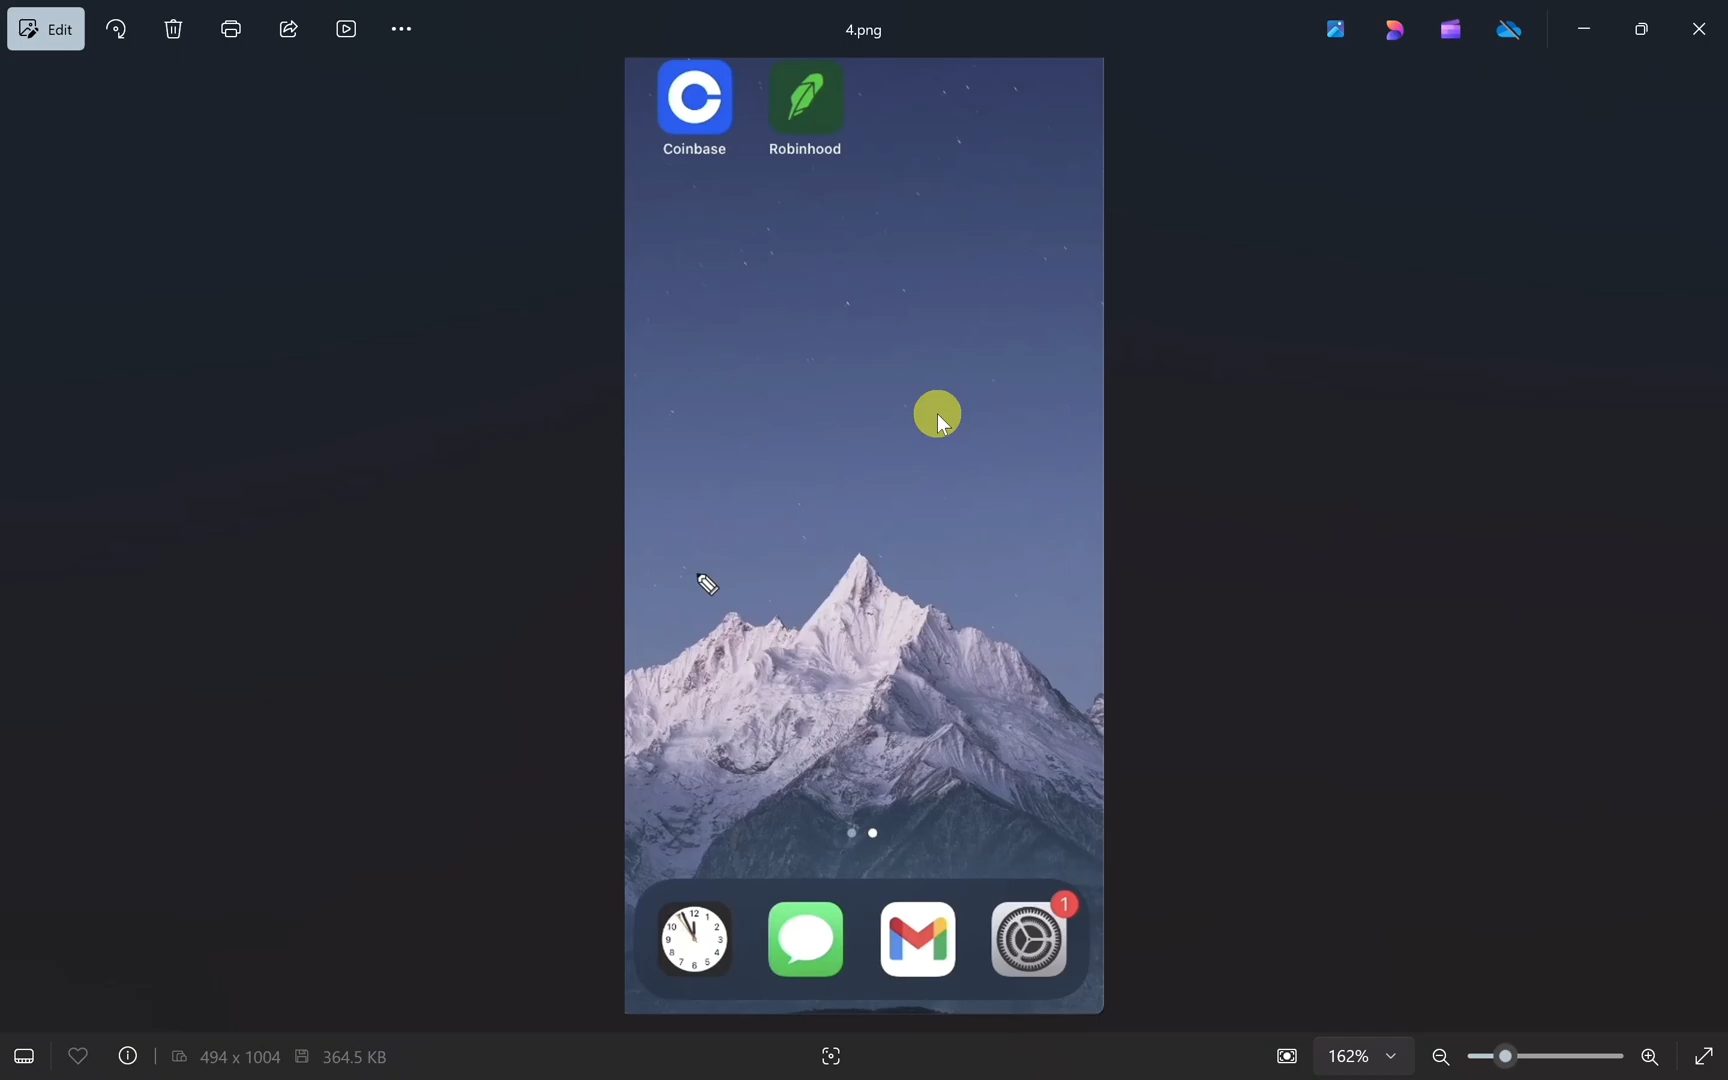 Edit
4.png
Coinbase
Robinhood
1
494 x 1004
364.5 KB
162%